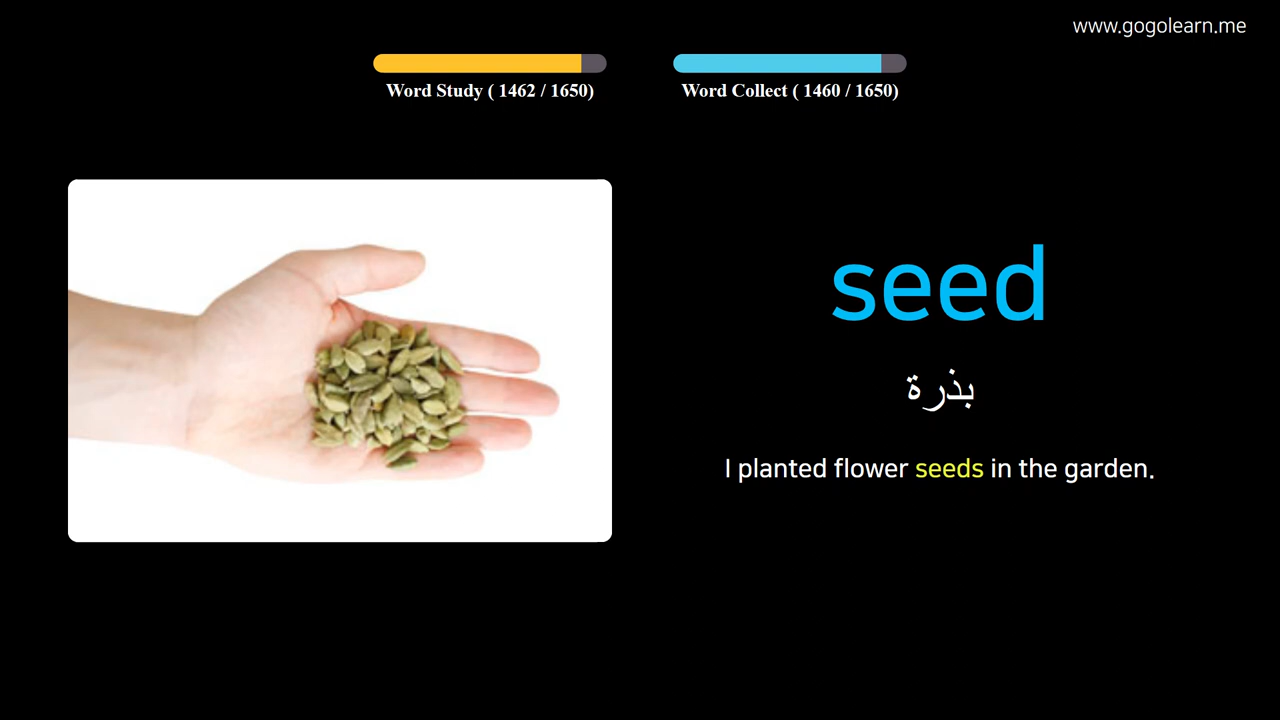 www.gogolearn.me
Word Study ( 1462 / 1650)
Word Collect ( 1460 / 1650)
seed
بذرة
I planted flower seeds in the garden.